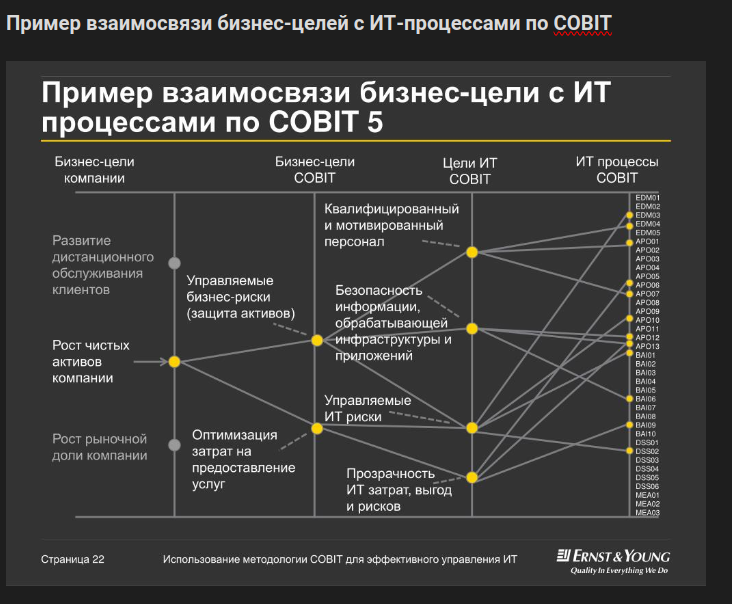 Пример взаимосвязи бизнес-целей с ИТ-процессами по COBIT
Пример взаимосвязи бизнес-цели с ИТ
процессами по COBIT 5
Бизнес-цели
компании
Бизнес-цели
COBIT
Цели ИТ
COBIT
ИТ процессы
COBIT
Развитие
дистанционного
обслуживания
клиентов
Рост чистых
активов
компании
Рост рыночной
доли компании
Управляемые
бизнес-риски
(защита активов)
Оптимизация
затрат на
предоставление
услуг
Квалифицированный
и мотивированный
персонал
Безопасность
информации,
обрабатывающей
инфраструктуры и
приложений
Управляемые
ИТ риски
Прозрачность
ИТ затрат, выгод
и рисков
EDM01
EDM02
EDM03
EDM04
EDM05
APO01
APO02
APO03
APO04
APO05
APO06
APO07
APO08
APO09
APO10
APO11
APO12
APO13
BAI01
BAI02
BAI03
BAI04
BAI05
BAI06
BAI07
BAI08
BAI09
BAI10
DSS01
DSS02
DSS03
DSS04
DSS05
DSS06
MEA01
MEA02
MEA03
Страница 22
Использование методологии COBIT для эффективного управления ИТ
ERNST & YOUNG
Quality In Everything We Do